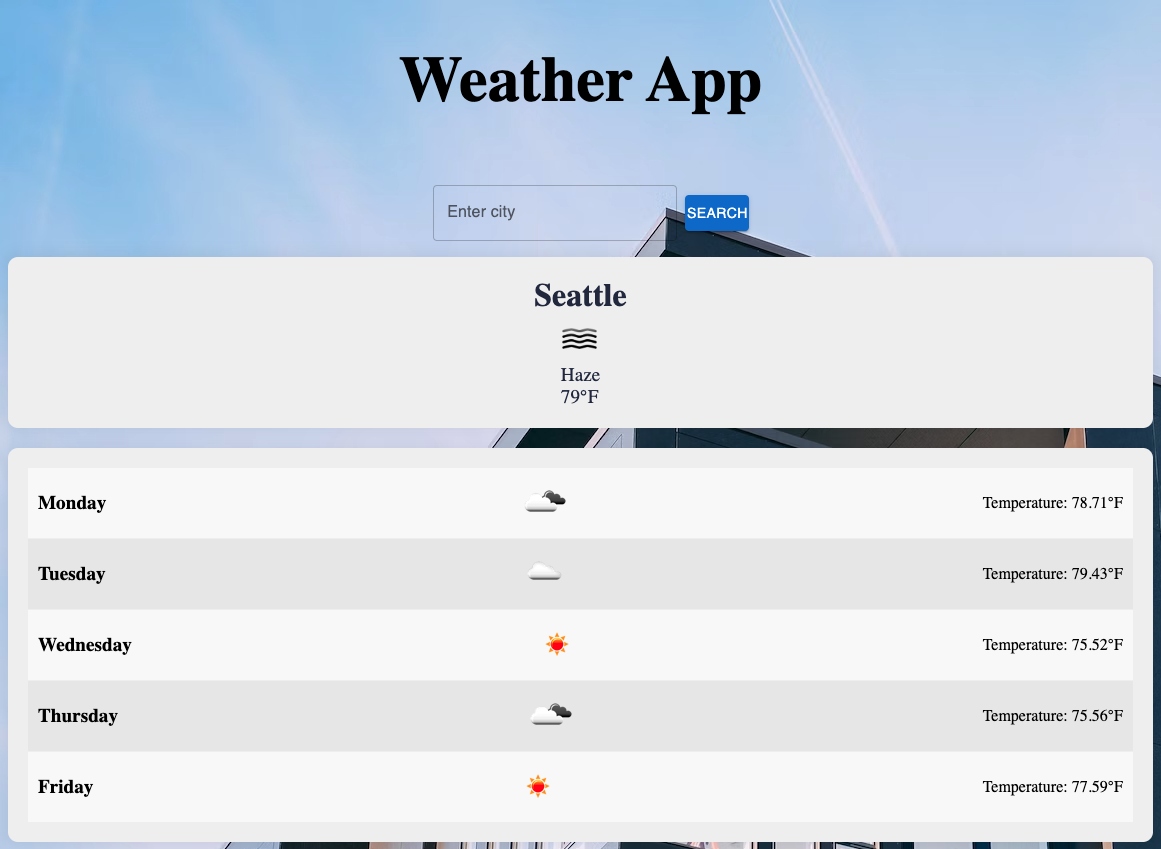 Weather App
Enter city
SEARCH
Seattle
Haze
79°F
Monday
Temperature: 78.71°F
Tuesday
Temperature: 79.43°F
Wednesday
Temperature: 75.52°F
Thursday
Temperature: 75.56°F
Friday
Temperature: 77.59°F